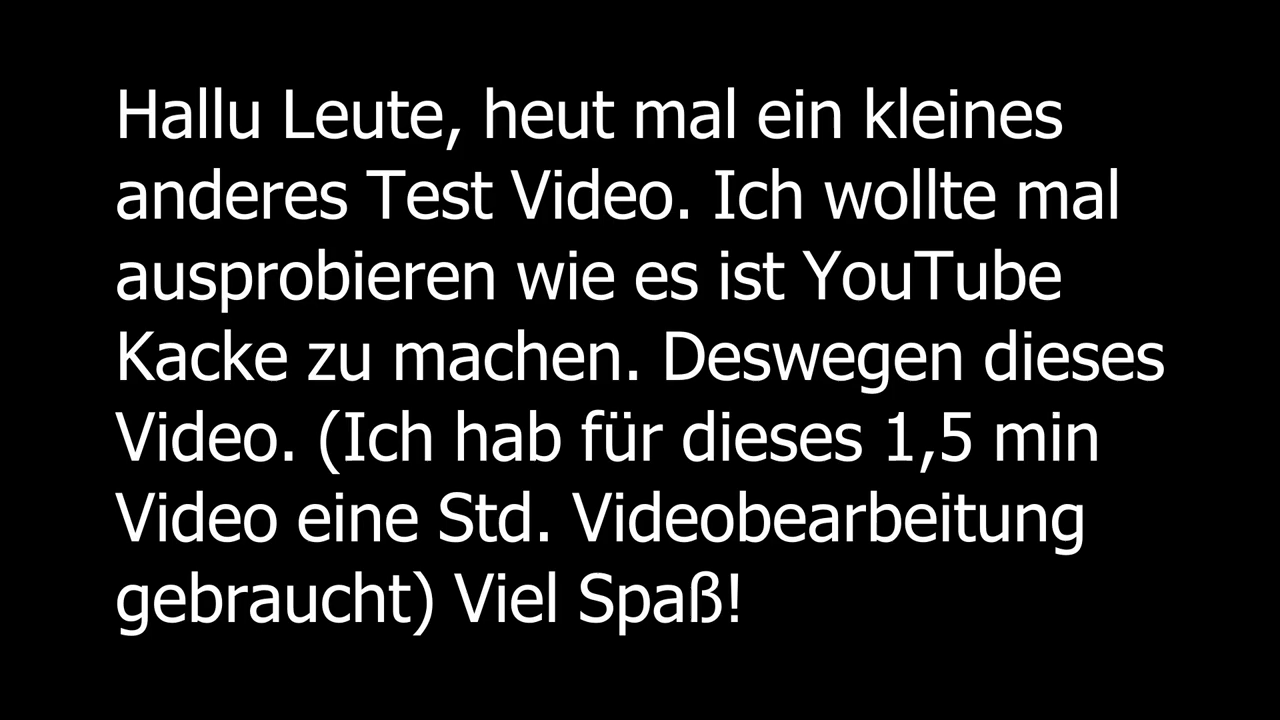 Hallu Leute, heut mal ein kleines
anderes Test Video. Ich wollte mal
ausprobieren wie es ist YouTube
Kacke zu machen. Deswegen dieses
Video. (Ich hab für dieses 1,5 min
Video eine Std. Videobearbeitung
gebraucht) Viel Spaß!